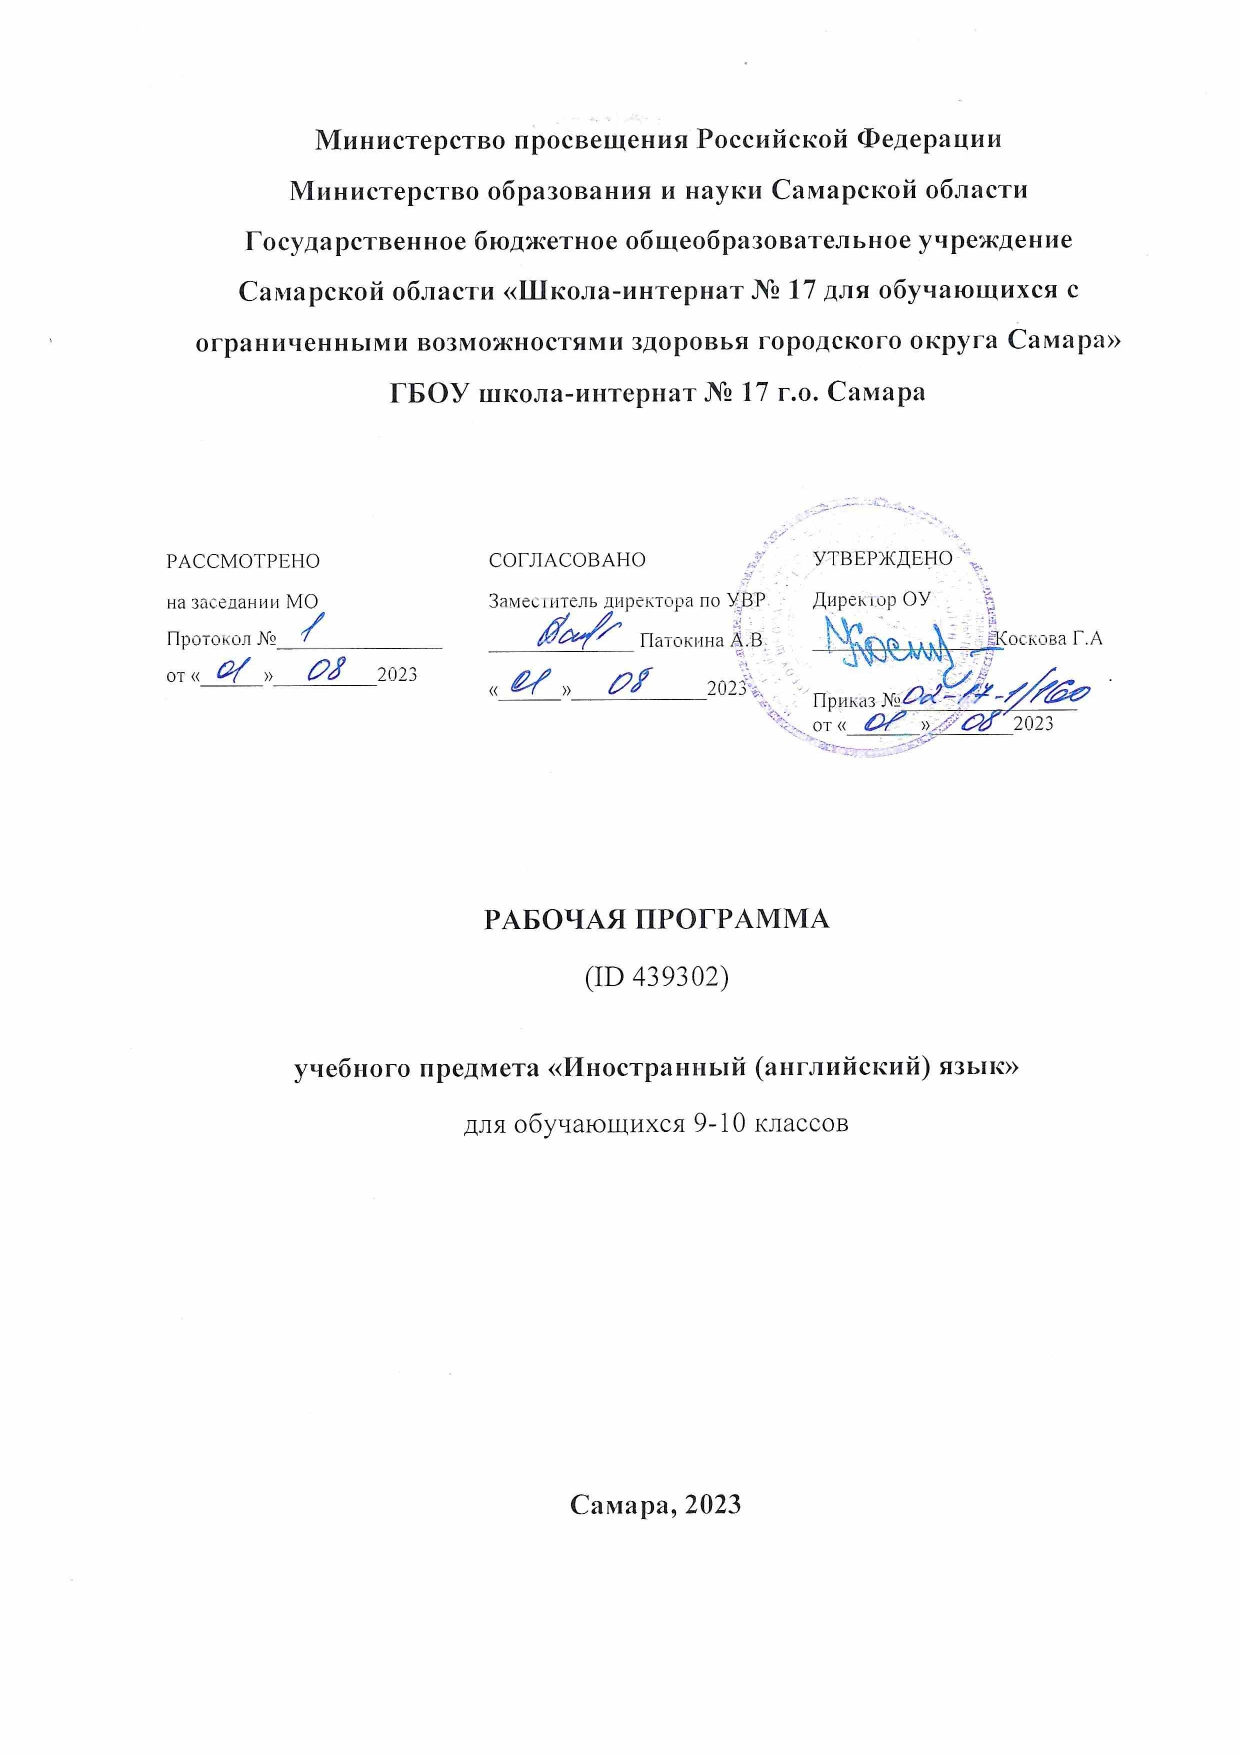 Министерство просвещения Российской Федерации
Министерство образования и науки Самарской области
Государственное бюджетное общеобразовательное учреждение
Самарской области «Школа-интернат № 17 для обучающихся с
ограниченными возможностями здоровья городского округа Самара»
ГБОУ школа-интернат № 17 г.о. Самара
РАССМОТРЕНО
на заседании МО
Протокол № 1
от « 01 » 08 2023
СОГЛАСОВАНО
Заместитель директора по УВР
Патокина А.В
« 01 » 08 2023
УТВЕРЖДЕНО
Директор ОУ
Коскова Г.А
Приказ № 02-17-1/160
от « 01 » 08 2023
РАБОЧАЯ ПРОГРАММА
(ID 439302)
учебного предмета «Иностранный (английский) язык»
для обучающихся 9-10 классов
Самара, 2023